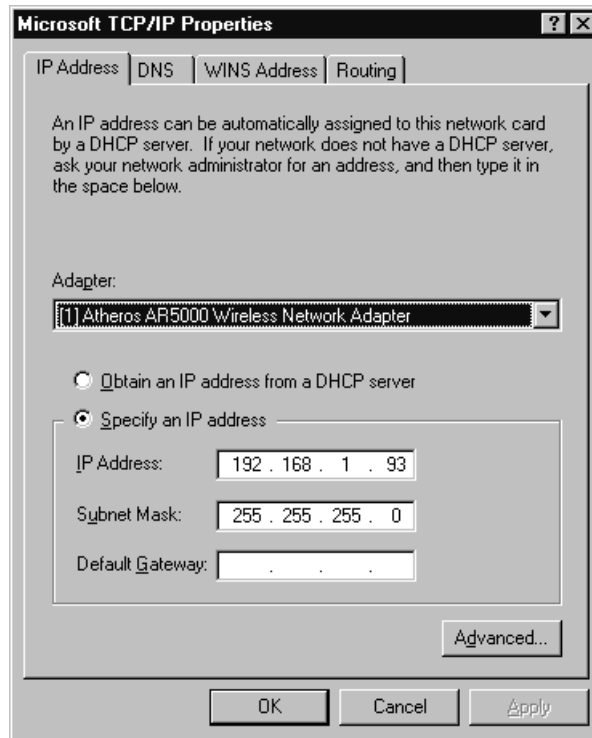 Microsoft TCP/IP Properties
IP Address
DNS
WINS Address
Routing
An IP address can be automatically assigned to this network card
by a DHCP server. If your network does not have a DHCP server,
ask your network administrator for an address, and then type it in
the space below.
Adapter:
[1] Atheros AR5000 Wireless Network Adapter
Obtain an IP address from a DHCP server
Specify an IP address
IP Address: 192 . 168 . 1 . 93
Subnet Mask: 255 . 255 . 255 . 0
Default Gateway: . . .
Advanced...
OK
Cancel
Apply